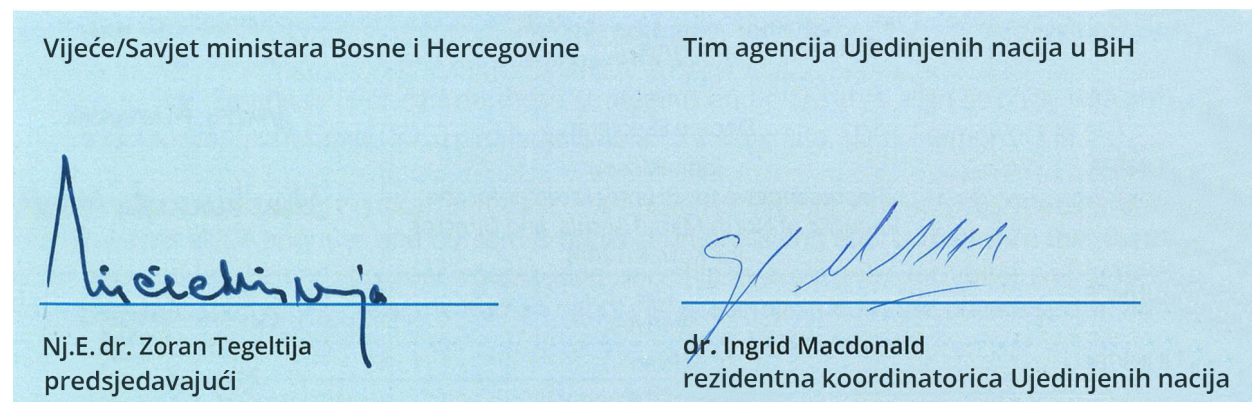 Vijeće/Savjet ministara Bosne i Hercegovine
Nj.E. dr. Zoran Tegeltija
predsjedavajući
Tim agencija Ujedinjenih nacija u BiH
dr. Ingrid Macdonald
rezidentna koordinatorica Ujedinjenih nacija